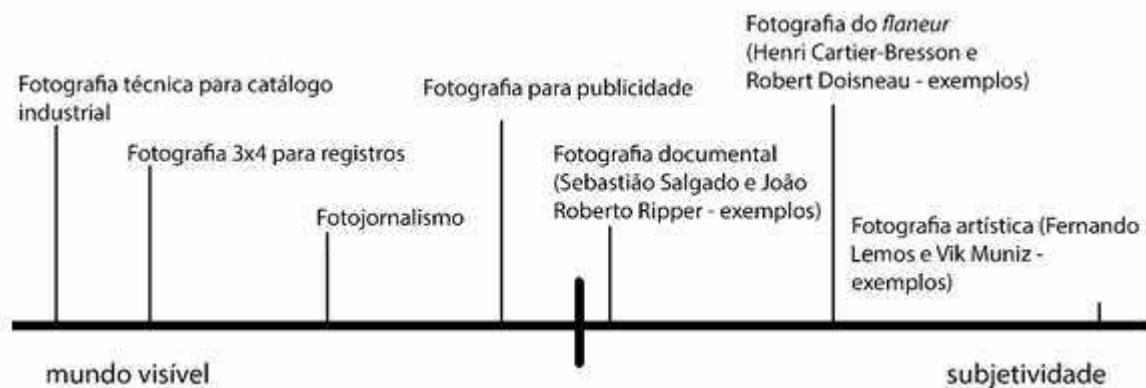 Fotografia do flaneur
(Henri Cartier-Bresson e
Robert Doisneau - exemplos)
Fotografia técnica para catálogo
industrial
Fotografia para publicidade
Fotografia 3x4 para registros
Fotografia documental
(Sebastião Salgado e João
Roberto Ripper - exemplos)
Fotojornalismo
Fotografia artística (Fernando
Lemos e Vik Muniz -
exemplos)
mundo visível
subjetividade